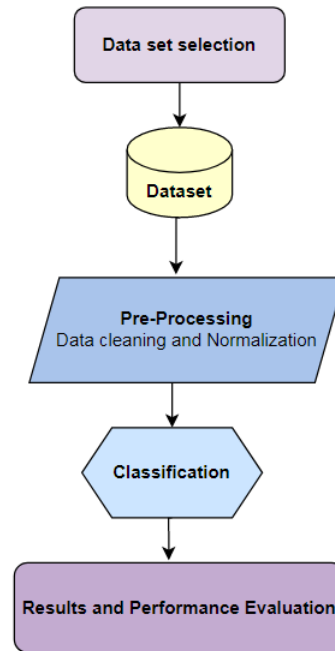 Data set selection
Dataset
Pre-Processing
Data cleaning and Normalization
Classification
Results and Performance Evaluation